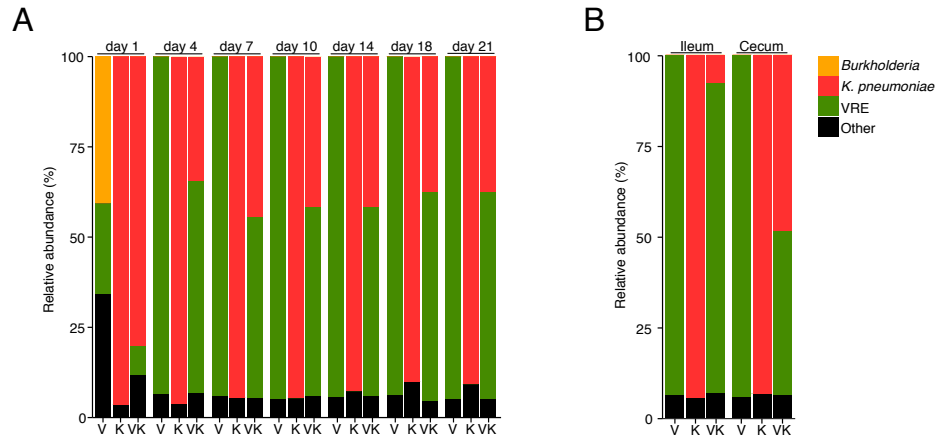 A
day 1 day 4 day 7 day 10 day 14 day 18 day 21
Relative abundance (%)
100
75
50
25
0
V K VK V K VK V K VK V K VK V K VK V K VK V K VK
B
Ileum Cecum
Relative abundance (%)
100
75
50
25
0
V K VK V K VK
Burkholderia
K. pneumoniae
VRE
Other